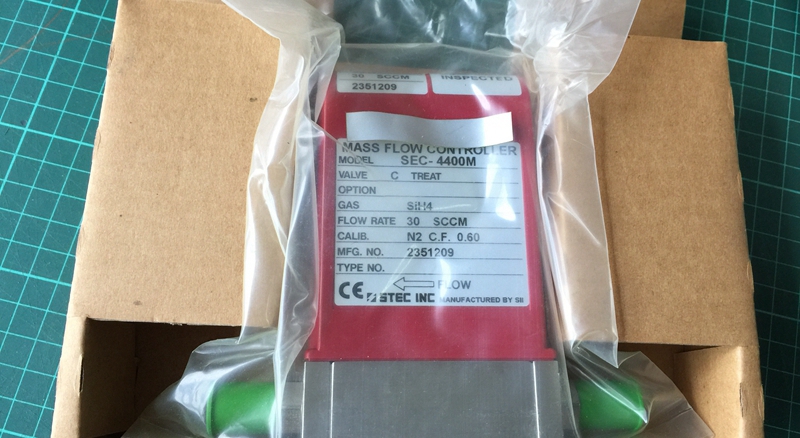 30 SCCM
2351209
INSPECTED
MASS FLOW CONTROLLER
MODEL SEC-4400M
VALVE C TREAT
OPTION
GAS SIH4
FLOW RATE 30 SCCM
CALIB. N2 C.F. 0.60
MFG. NO. 2351209
TYPE NO.
FLOW
CE STEC INC MANUFACTURED BY SII